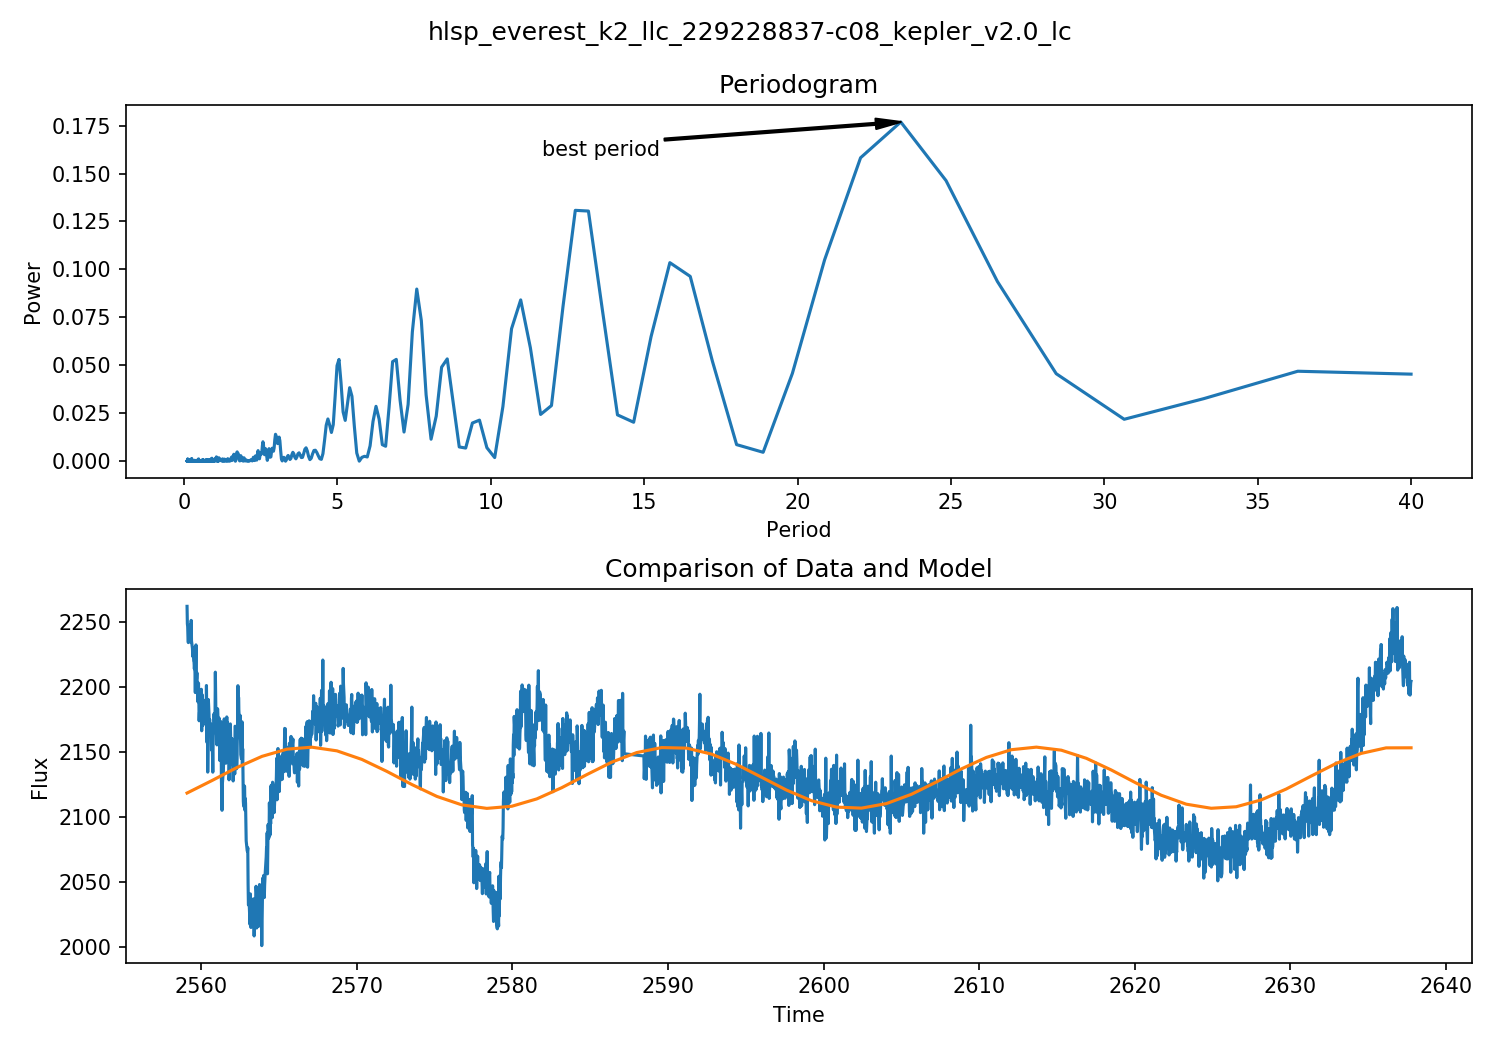 hlsp_everest_k2_llc_229228837-c08_kepler_v2.0_lc
Periodogram
0.175
0.150
0.125
0.100
0.075
0.050
0.025
0.000
Power
best period
0 5 10 15 20 25 30 35 40
Period
Comparison of Data and Model
2250
2200
2150
2100
2050
2000
Flux
2560 2570 2580 2590 2600 2610 2620 2630 2640
Time